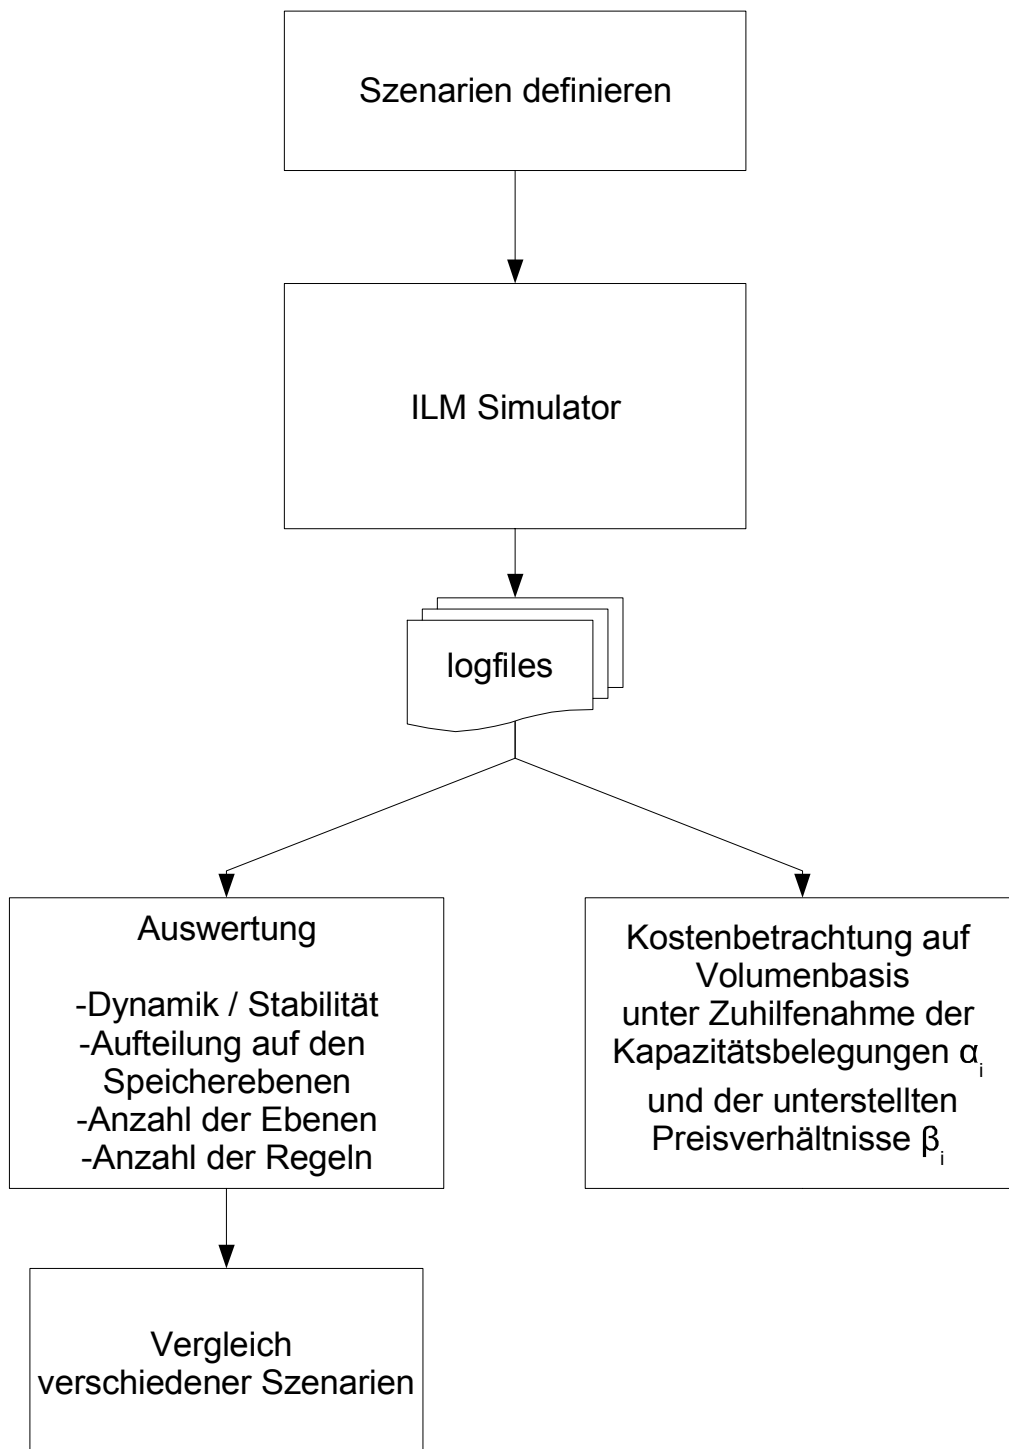 Szenarien definieren
ILM Simulator
logfiles
Auswertung
-Dynamik / Stabilität
-Aufteilung auf den
Speicherebenen
-Anzahl der Ebenen
-Anzahl der Regeln
Kostenbetrachtung auf
Volumenbasis
unter Zuhilfenahme der
Kapazitätsbelegungen αi
und der unterstellten
Preisverhältnisse βi
Vergleich
verschiedener Szenarien